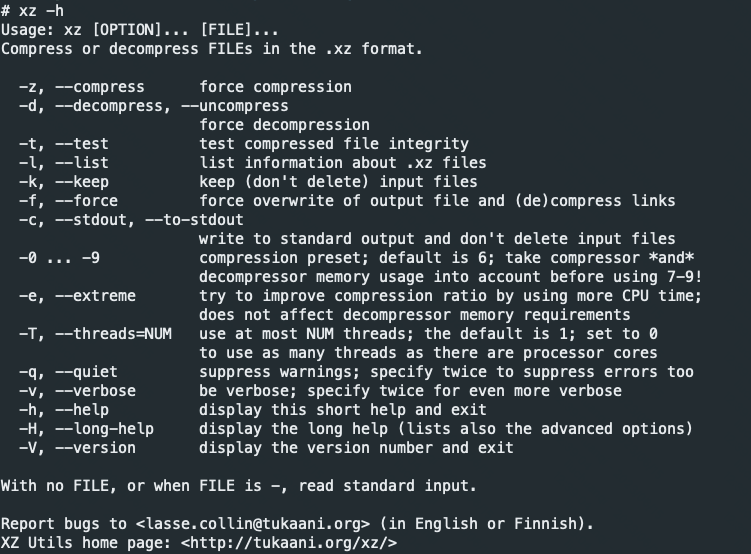 # xz -h
Usage: xz [OPTION]... [FILE]...
Compress or decompress FILEs in the .xz format.

  -z, --compress      force compression
  -d, --decompress, --uncompress
                      force decompression
  -t, --test          test compressed file integrity
  -l, --list          list information about .xz files
  -k, --keep          keep (don't delete) input files
  -f, --force         force overwrite of output file and (de)compress links
  -c, --stdout, --to-stdout
                      write to standard output and don't delete input files
  -0 ... -9           compression preset; default is 6; take compressor *and*
                      decompressor memory usage into account before using 7-9!
  -e, --extreme       try to improve compression ratio by using more CPU time;
                      does not affect decompressor memory requirements
  -T, --threads=NUM   use at most NUM threads; the default is 1; set to 0
                      to use as many threads as there are processor cores
  -q, --quiet         suppress warnings; specify twice to suppress errors too
  -v, --verbose       be verbose; specify twice for even more verbose
  -h, --help          display this short help and exit
  -H, --long-help     display the long help (lists also the advanced options)
  -V, --version       display the version number and exit

With no FILE, or when FILE is -, read standard input.

Report bugs to <lasse.collin@tukaani.org> (in English or Finnish).
XZ Utils home page: <http://tukaani.org/xz/>